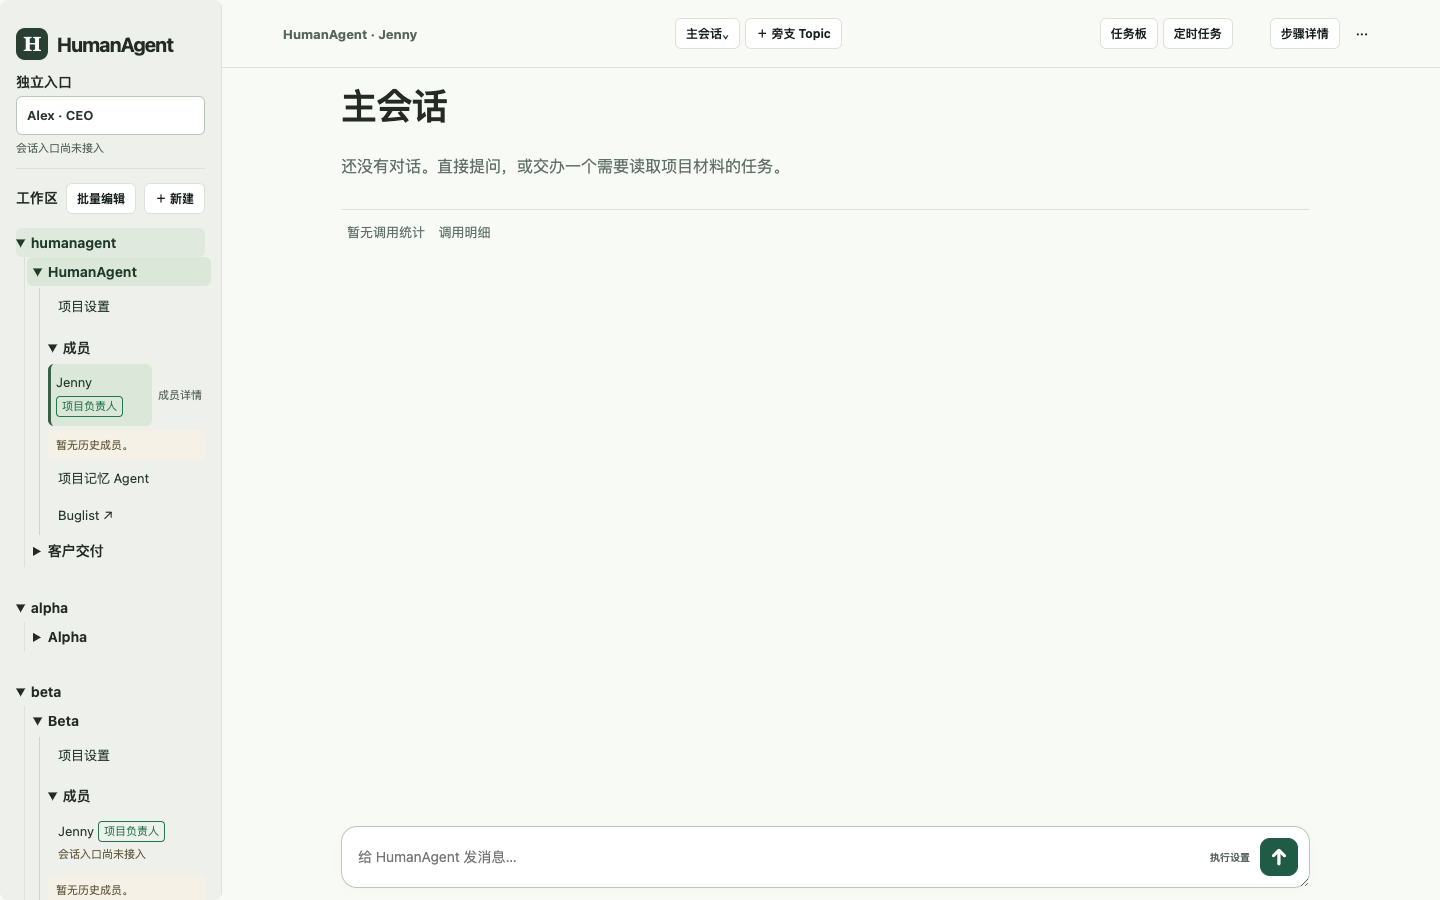 H HumanAgent
独立入口
Alex · CEO
会话入口尚未接入
工作区 批量编辑 + 新建
humanagent
HumanAgent
项目设置
成员
Jenny
项目负责人
成员详情
暂无历史成员。
项目记忆 Agent
Buglist ↗
客户交付
alpha
Alpha
beta
Beta
项目设置
成员
Jenny 项目负责人
会话入口尚未接入
暂无历史成员。
HumanAgent · Jenny
主会话 + 旁支 Topic
任务板 定时任务 步骤详情 ···
主会话
还没有对话。直接提问，或交办一个需要读取项目材料的任务。
暂无调用统计 调用明细
给 HumanAgent 发消息...
执行设置